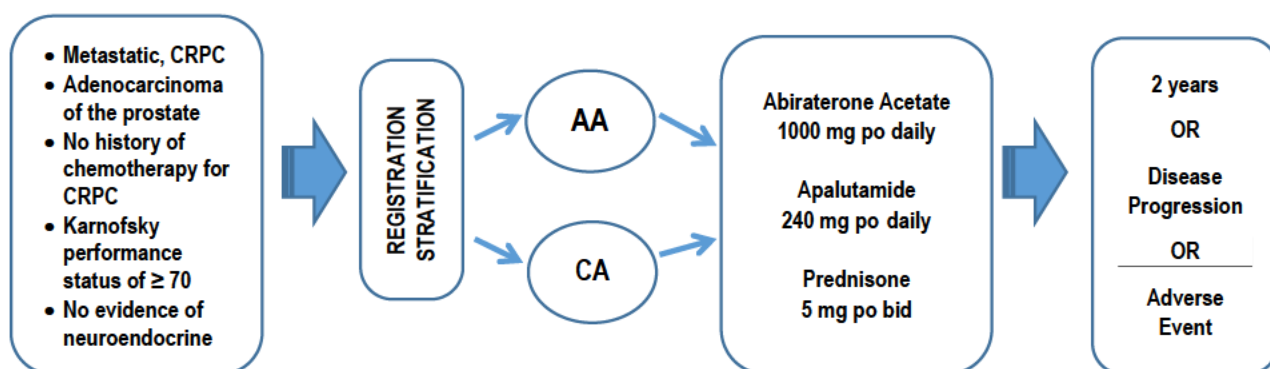 • Metastatic, CRPC
• Adenocarcinoma
of the prostate
• No history of
chemotherapy for
CRPC
• Karnofsky
performance
status of ≥ 70
• No evidence of
neuroendocrine
REGISTRATION
STRATIFICATION
AA
CA
Abiraterone Acetate
1000 mg po daily
Apalutamide
240 mg po daily
Prednisone
5 mg po bid
2 years
OR
Disease
Progression
OR
Adverse
Event